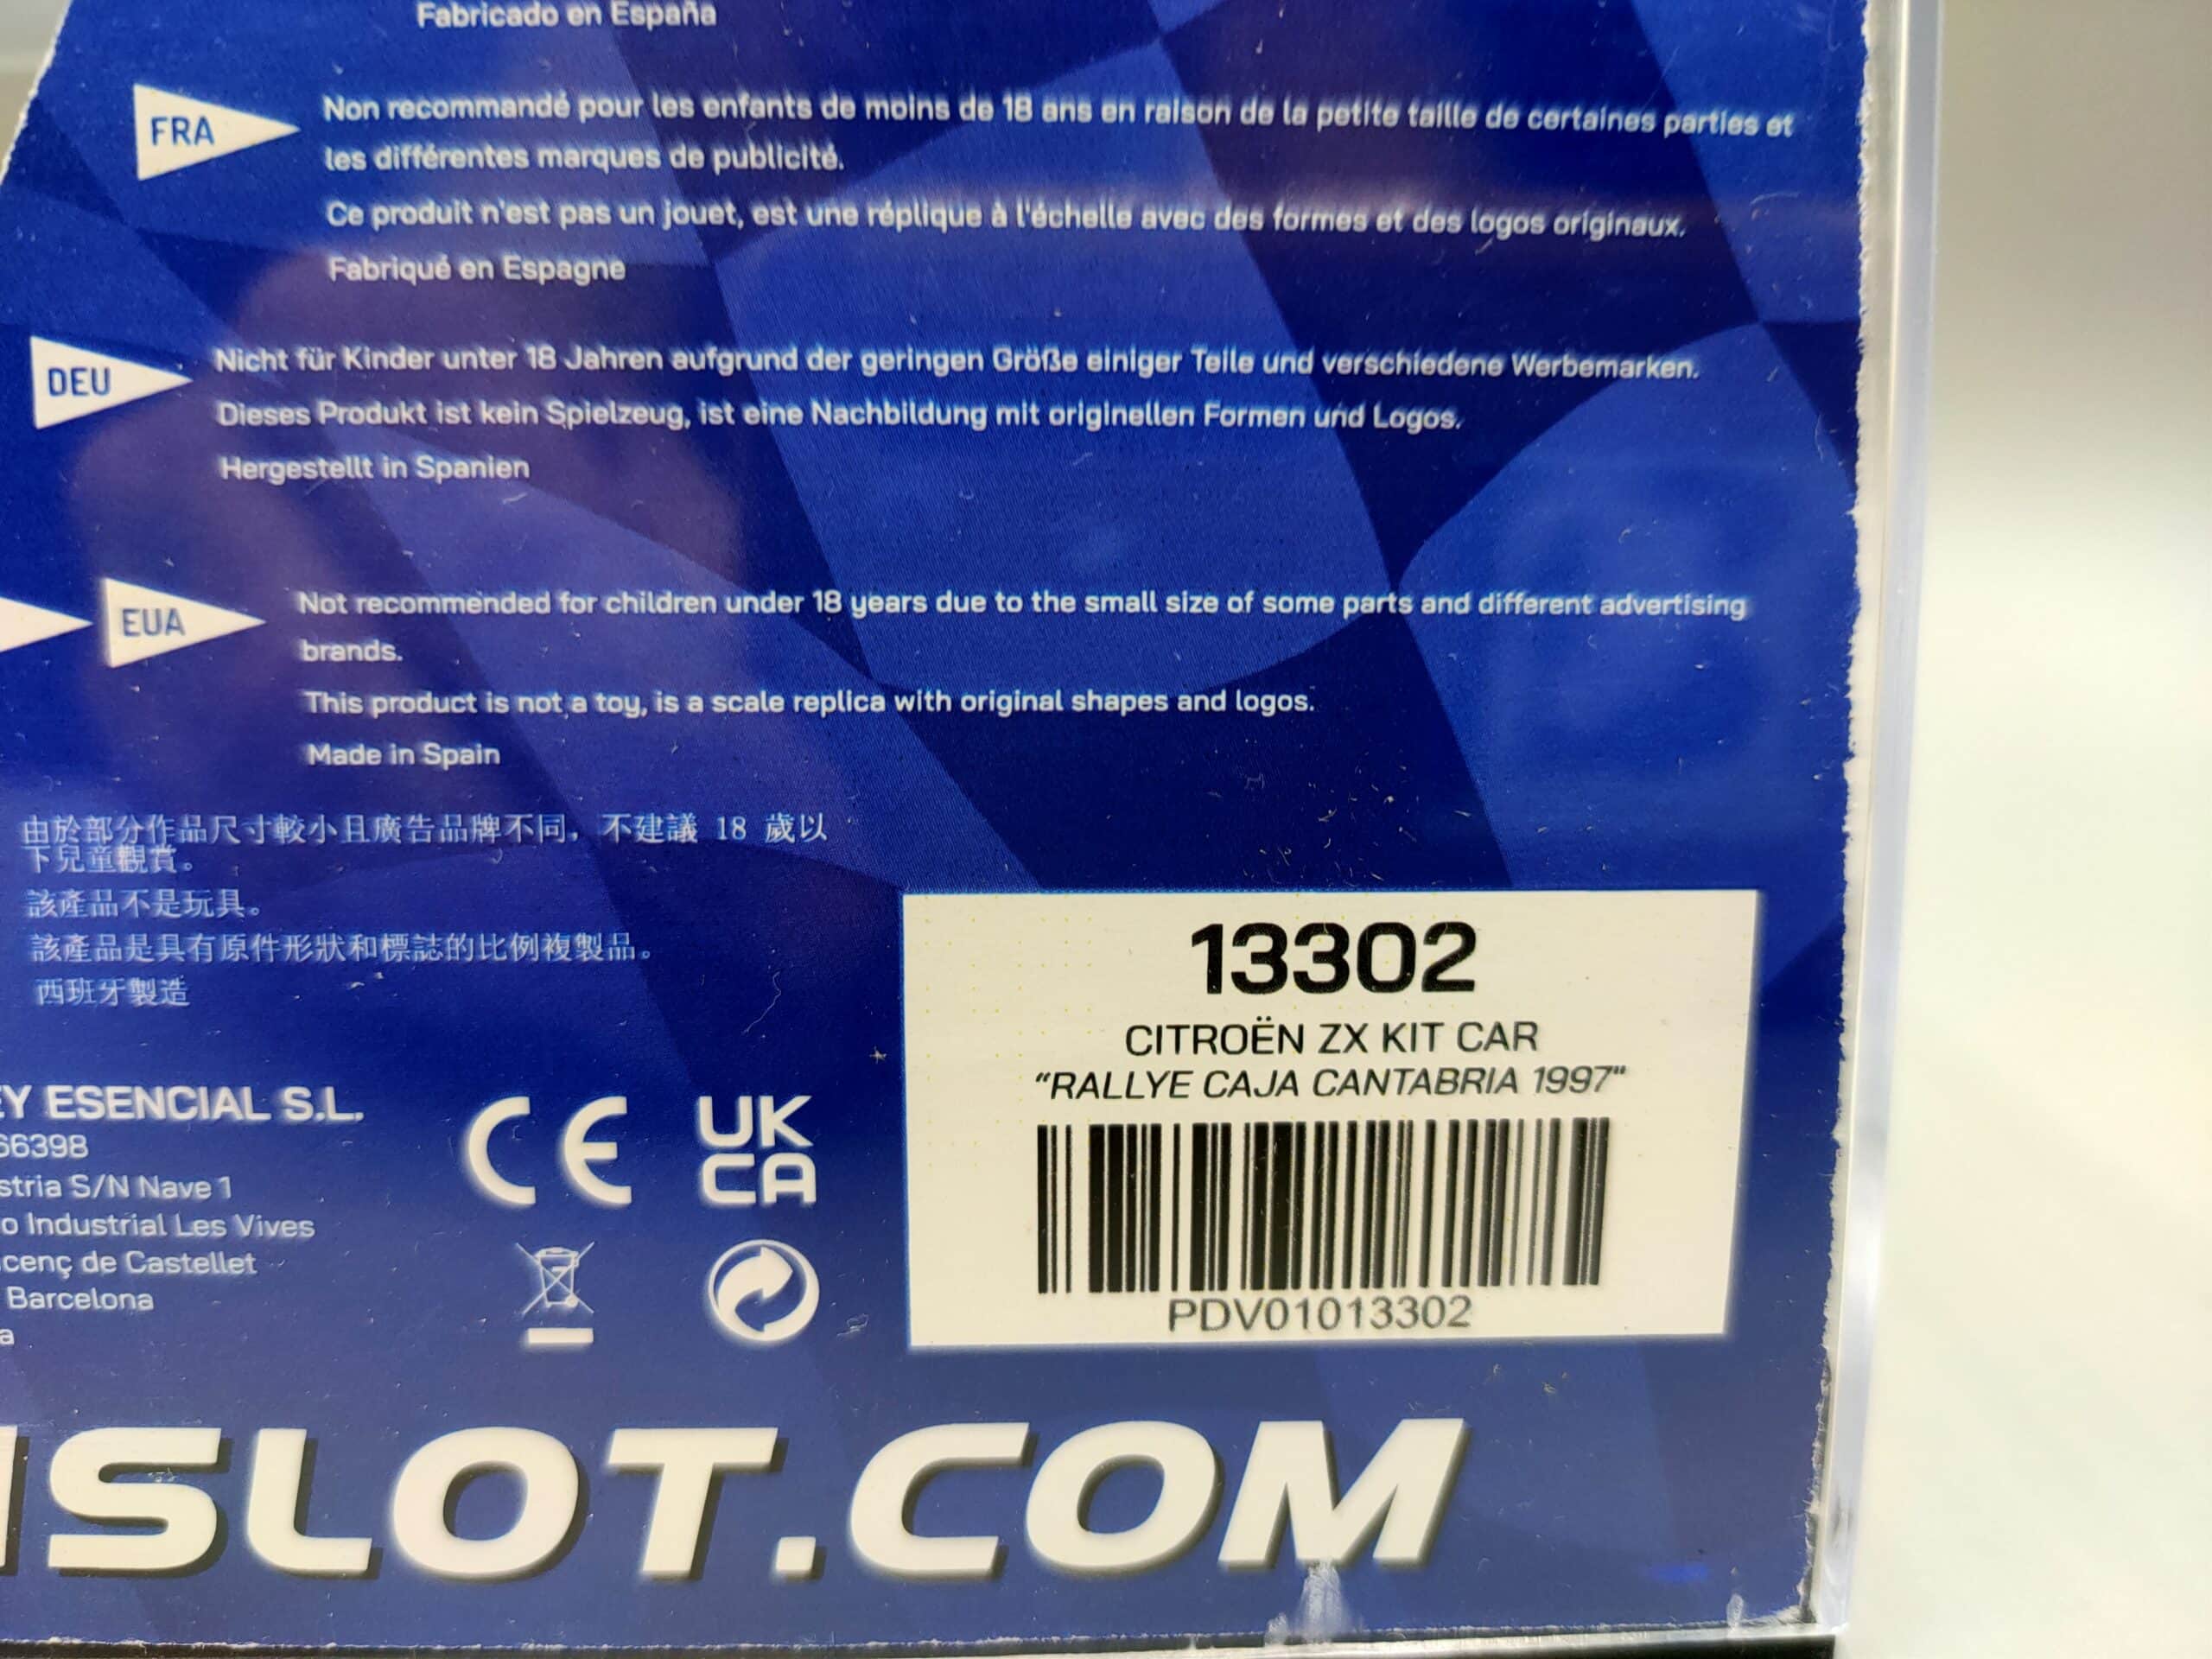 Fabricado en España
FRA
Non recommandé pour les enfants de moins de 18 ans en raison de la petite taille de certaines parties et
les différentes marques de publicité.
Ce produit n'est pas un jouet, est une réplique à l'échelle avec des formes et des logos originaux.
Fabriqué en Espagne
DEU
Nicht für Kinder unter 18 Jahren aufgrund der geringen Größe einiger Teile und verschiedene Werbemarken.
Dieses Produkt ist kein Spielzeug, ist eine Nachbildung mit originellen Formen und Logos.
Hergestellt in Spanien
EUA
Not recommended for children under 18 years due to the small size of some parts and different advertising
brands.
This product is not a toy, is a scale replica with original shapes and logos.
Made in Spain
由於部分作品尺寸較小且廣告品牌不同，不建議 18 歲以
下兒童觀賞。
該產品不是玩具。
該產品是具有原件形狀和標誌的比例複製品。
西班牙製造
EY ESENCIAL S.L.
66398
stria S/N Nave 1
o Industrial Les Vives
cenç de Castellet
Barcelona
a
CE
UK
CA
13302
CITROËN ZX KIT CAR
"RALLYE CAJA CANTABRIA 1997"
PDV01013302
SLOT.COM